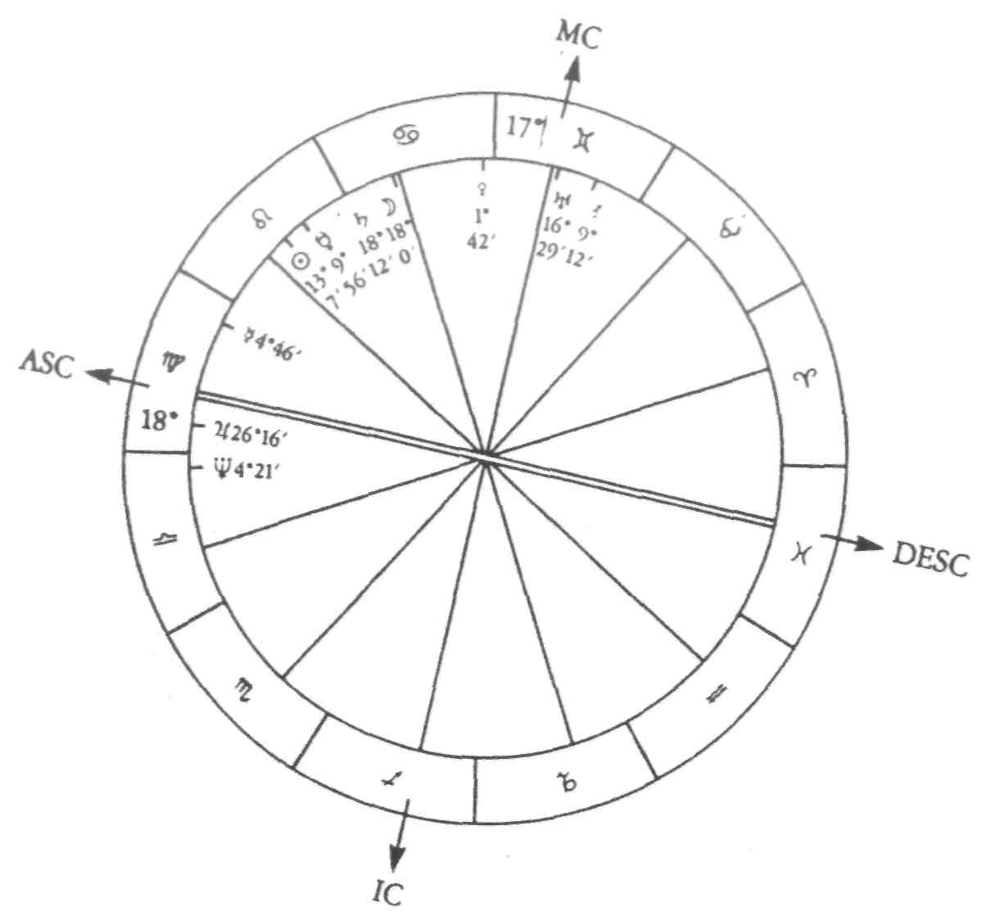 MC
17° ♊
♋
♌
♉
♈
♍
18°
♎
♏
♐
♑
♒
♓
ASC
DESC
IC
☉ 13° 7′
9° 56′
♄ 18° 12′
☽ 18° 0′
♀ 1° 42′
♅ 16° 29′
9° 12′
☿ 4° 46′
♃ 26° 16′
♆ 4° 21′